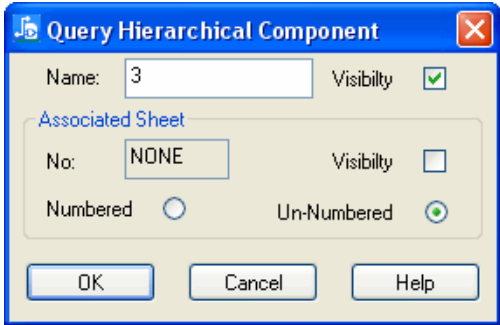 Query Hierarchical Component
Name: 3 Visibilty
Associated Sheet
No: NONE Visibilty
Numbered Un-Numbered
OK Cancel Help